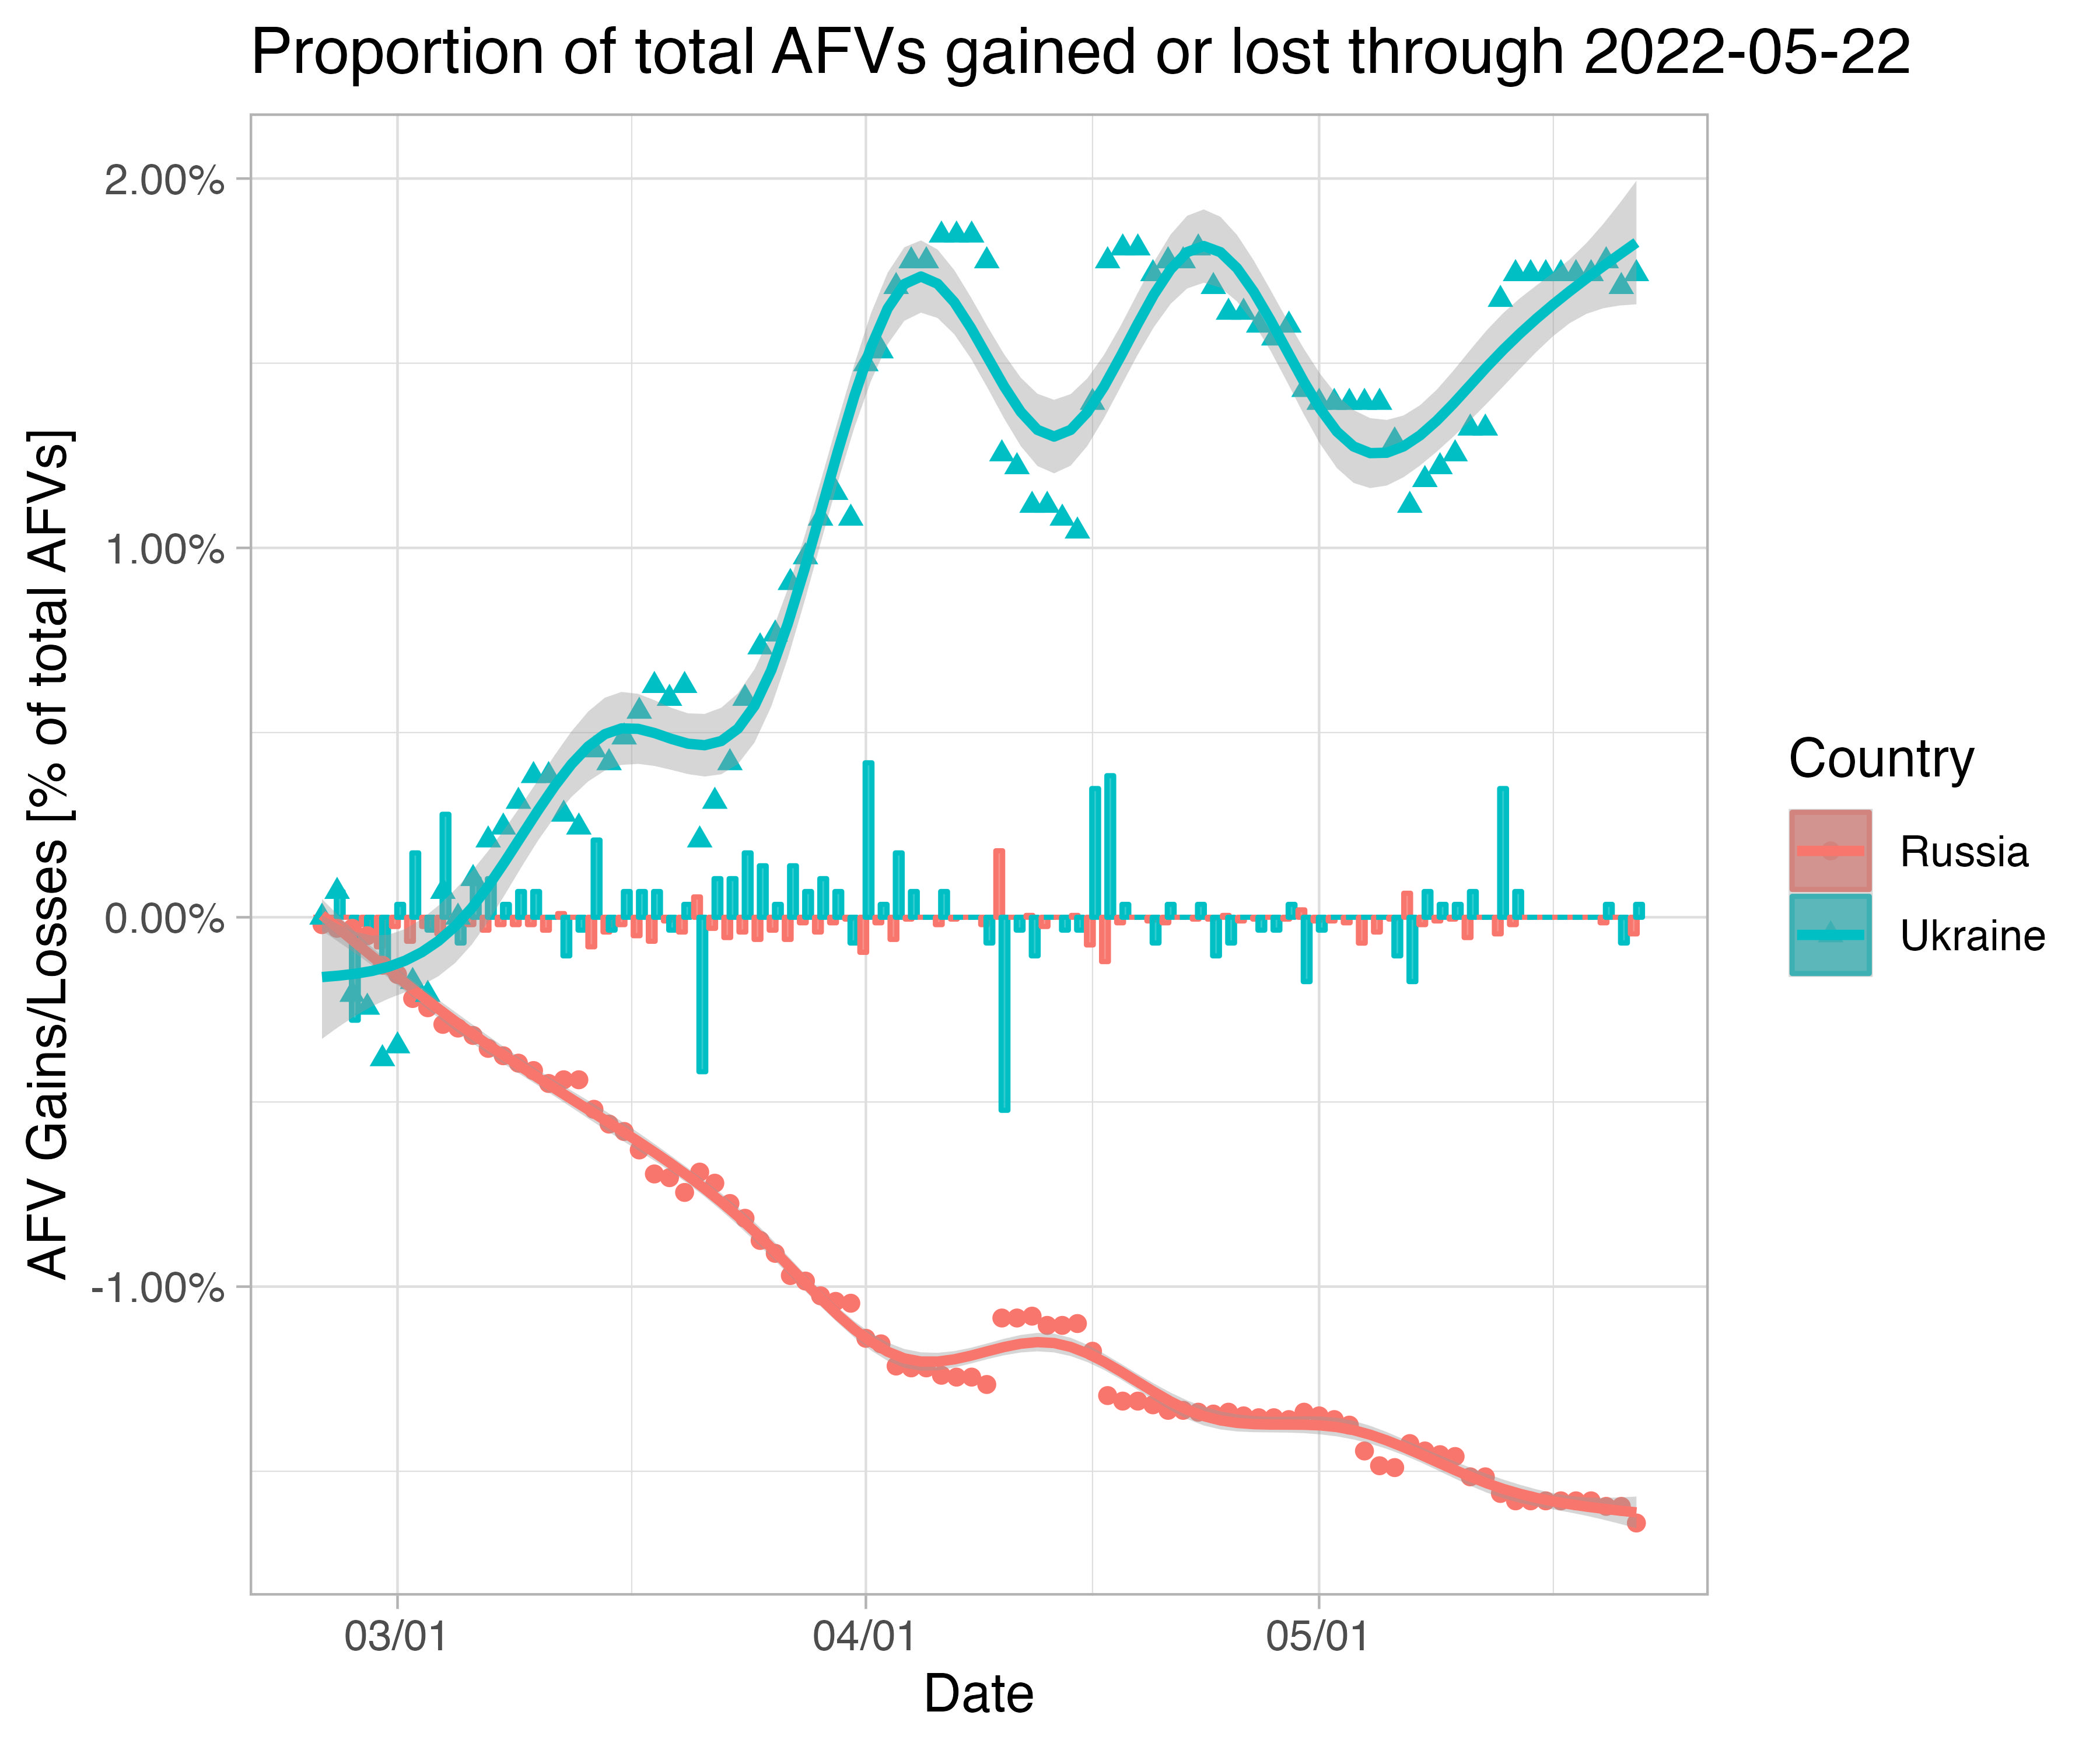 Proportion of total AFVs gained or lost through 2022-05-22
AFV Gains/Losses [% of total AFVs]
2.00%
1.00%
0.00%
-1.00%
03/01
04/01
05/01
Date
Country
Russia
Ukraine